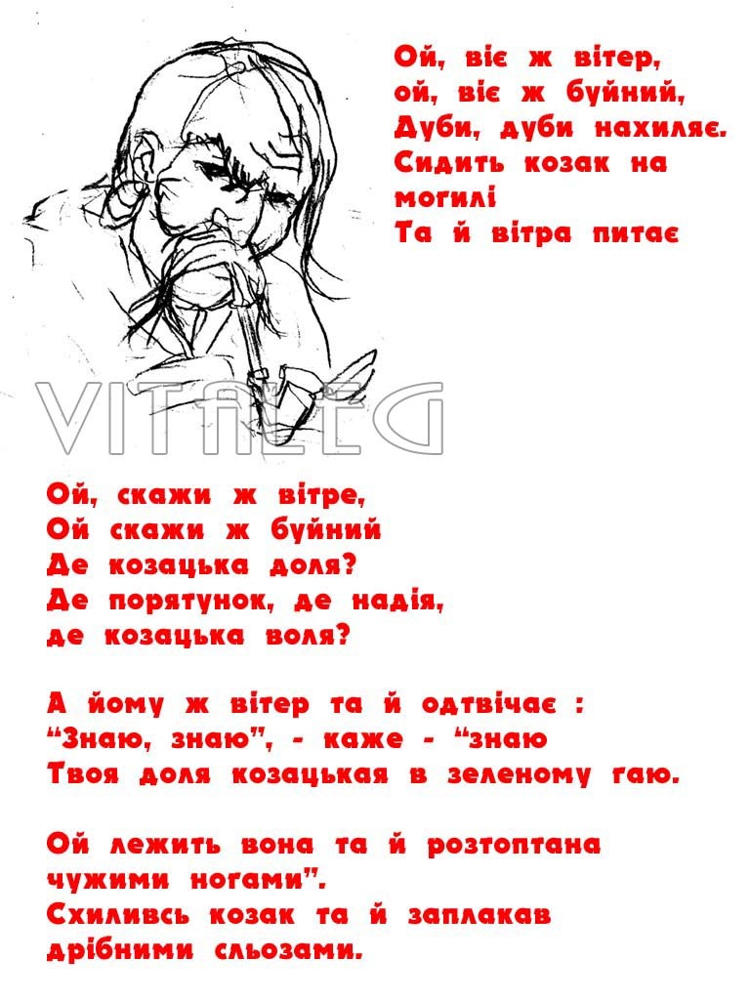 Ой, віє ж вітер,
ой, віє ж буйний,
Дуби, дуби нахиляє.
Сидить козак на
могилі
Та й вітра питає
VITALEG
Ой, скажи ж вітре,
Ой скажи ж буйний
Де козацька доля?
Де порятунок, де надія,
де козацька воля?
А йому ж вітер та й одтвічає :
“Знаю, знаю”, - каже - “знаю
Твоя доля козацькая в зеленому гаю.
Ой лежить вона та й розтоптана
чужими ногами”.
Схиливсь козак та й заплакав
дрібними сльозами.